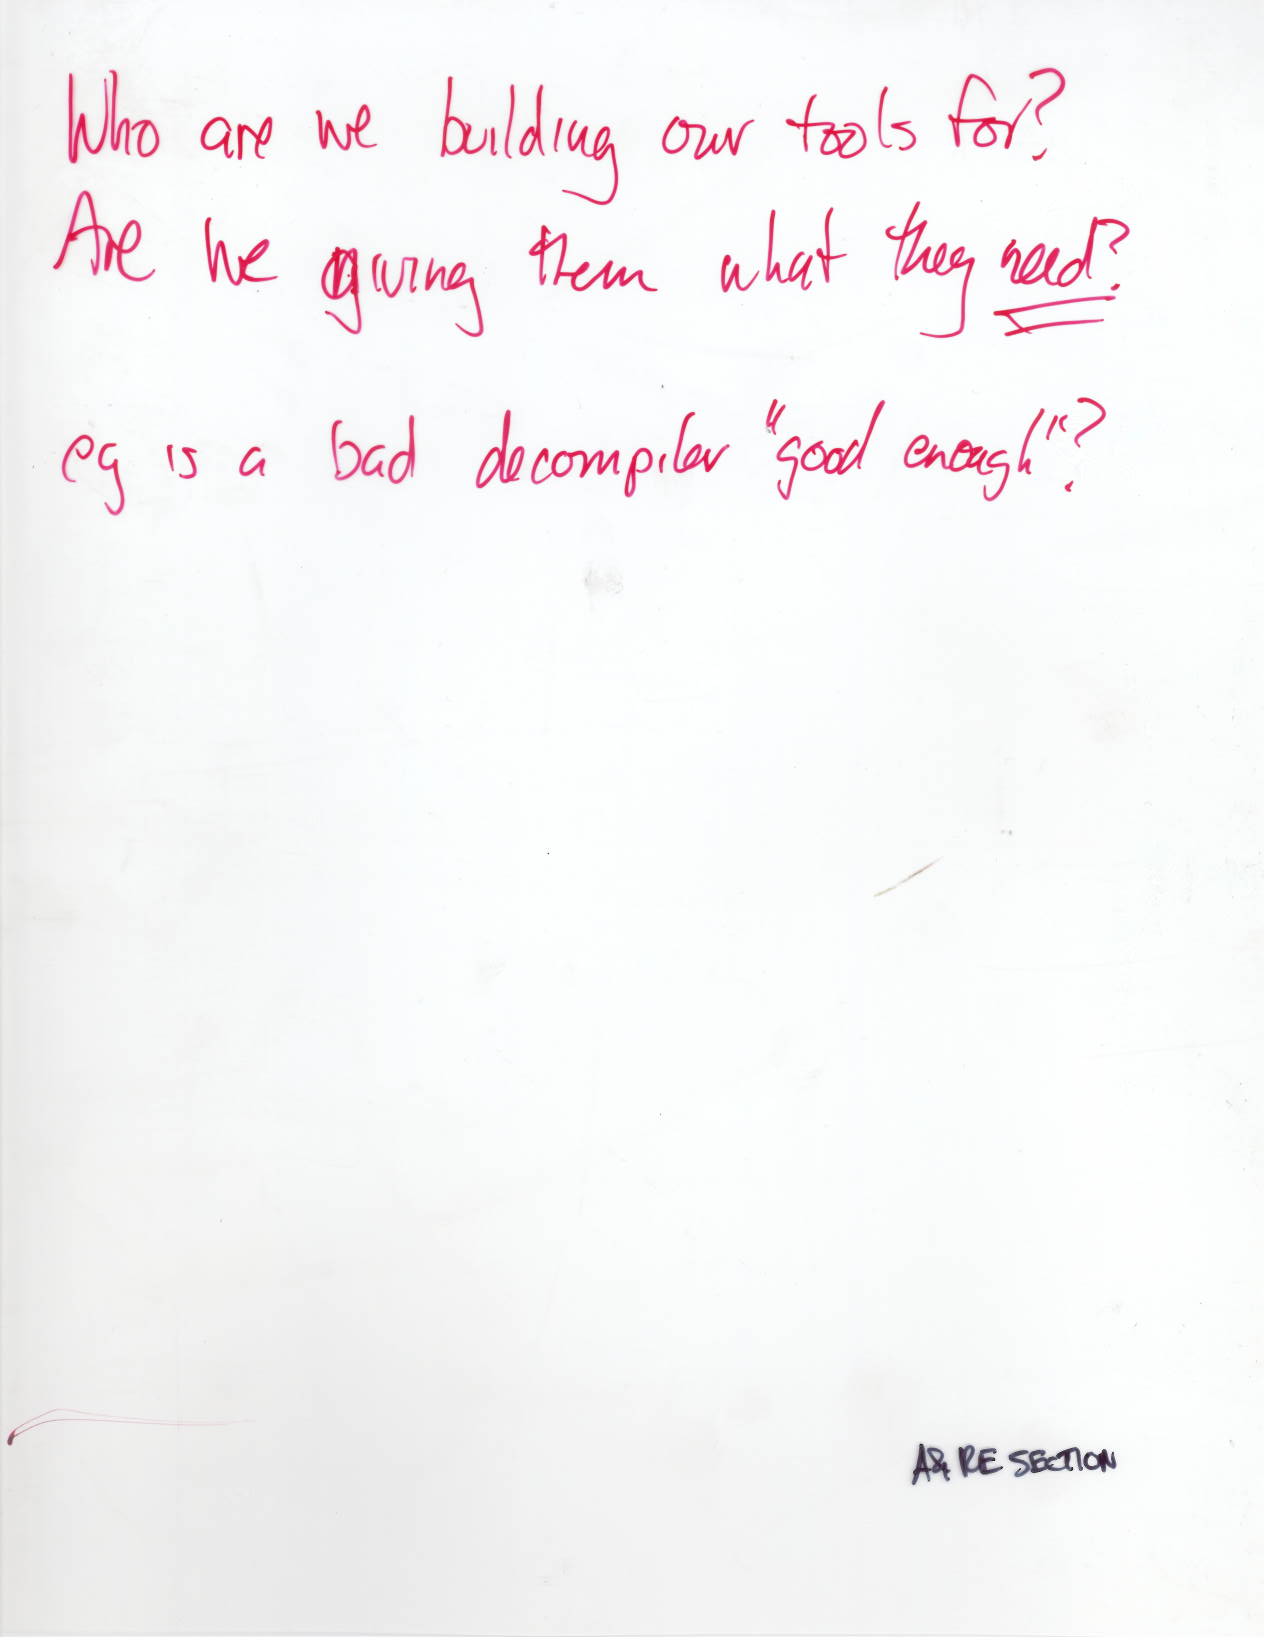 Who are we building our tools for?
Are we giving them what they need?
eg is a bad decompiler "good enough"?
A& RE SECTION